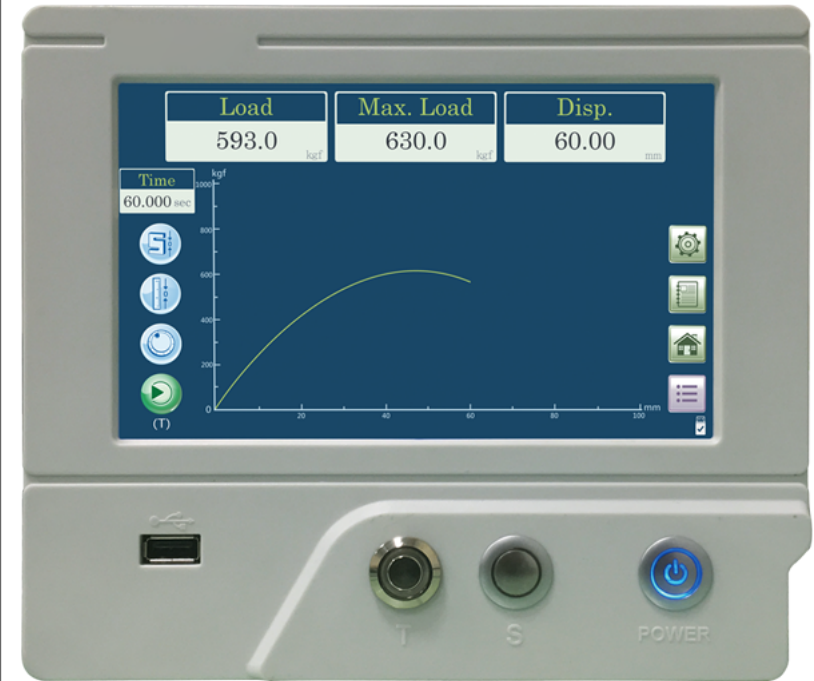 Load
Max. Load
Disp.
593.0 kgf
630.0 kgf
60.00 mm
Time
60.000 sec
kgf
1000
800
600
400
200
0
20
40
60
80
100
mm
(T)
T
S
POWER